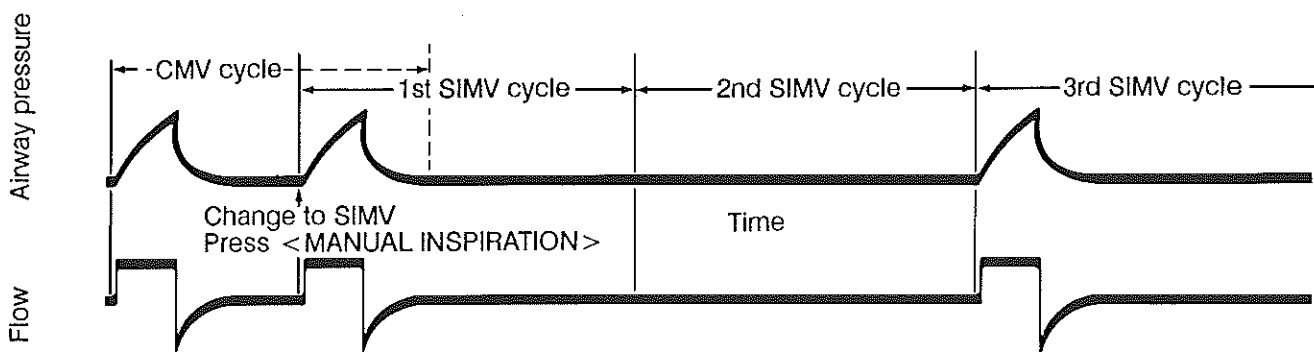 Airway pressure
CMV cycle
1st SIMV cycle
2nd SIMV cycle
3rd SIMV cycle
Change to SIMV
Press <MANUAL INSPIRATION>
Time
Flow